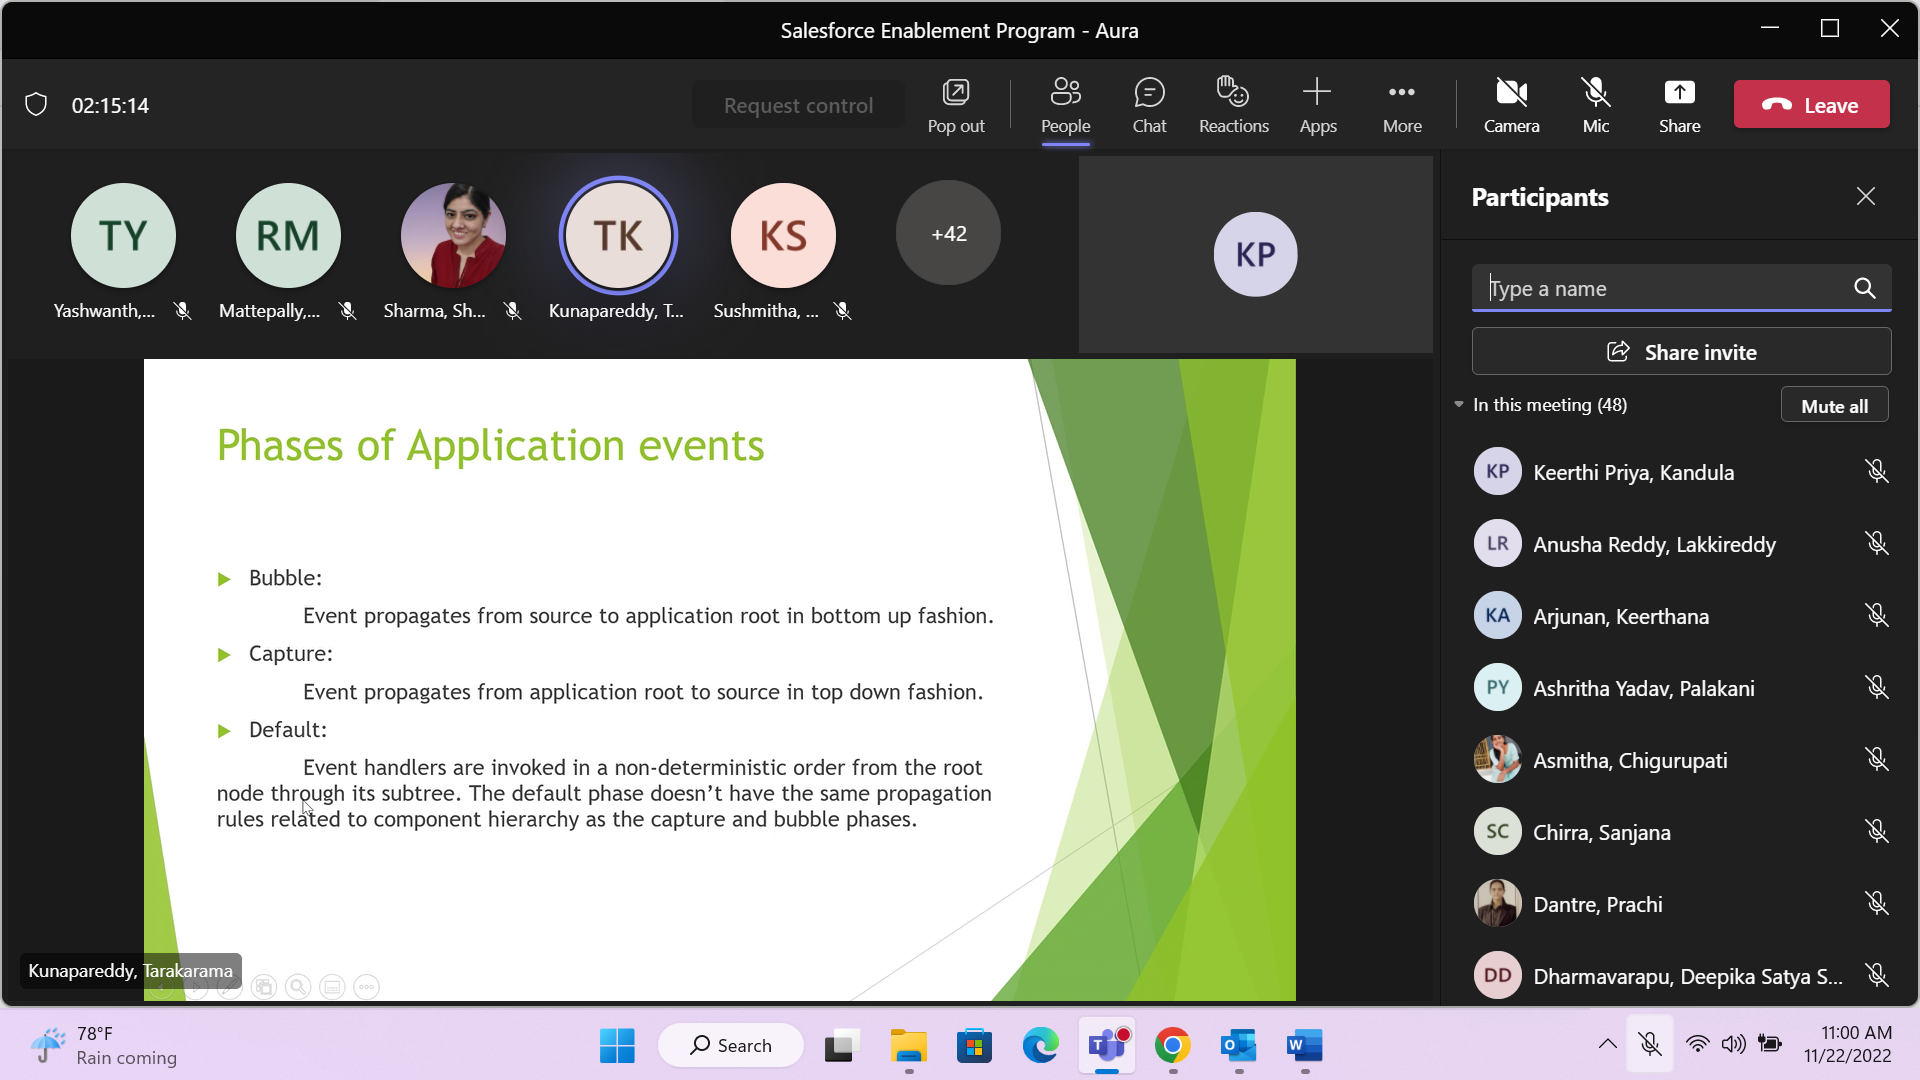 Salesforce Enablement Program - Aura
02:15:14
Request control
Pop out
People
Chat
Reactions
Apps
More
Camera
Mic
Share
Leave
TY
RM
TK
KS
+42
KP
Yashwanth,...
Mattepally,...
Sharma, Sh...
Kunapareddy, T...
Sushmitha, ...
Phases of Application events
Bubble:
Event propagates from source to application root in bottom up fashion.
Capture:
Event propagates from application root to source in top down fashion.
Default:
Event handlers are invoked in a non-deterministic order from the root
node through its subtree. The default phase doesn’t have the same propagation
rules related to component hierarchy as the capture and bubble phases.
Kunapareddy, Tarakarama
Participants
Type a name
Share invite
In this meeting (48)
Mute all
KP Keerthi Priya, Kandula
LR Anusha Reddy, Lakkireddy
KA Arjunan, Keerthana
PY Ashritha Yadav, Palakani
Asmitha, Chigurupati
SC Chirra, Sanjana
Dantre, Prachi
DD Dharmavarapu, Deepika Satya S...
78°F
Rain coming
Search
11:00 AM
11/22/2022